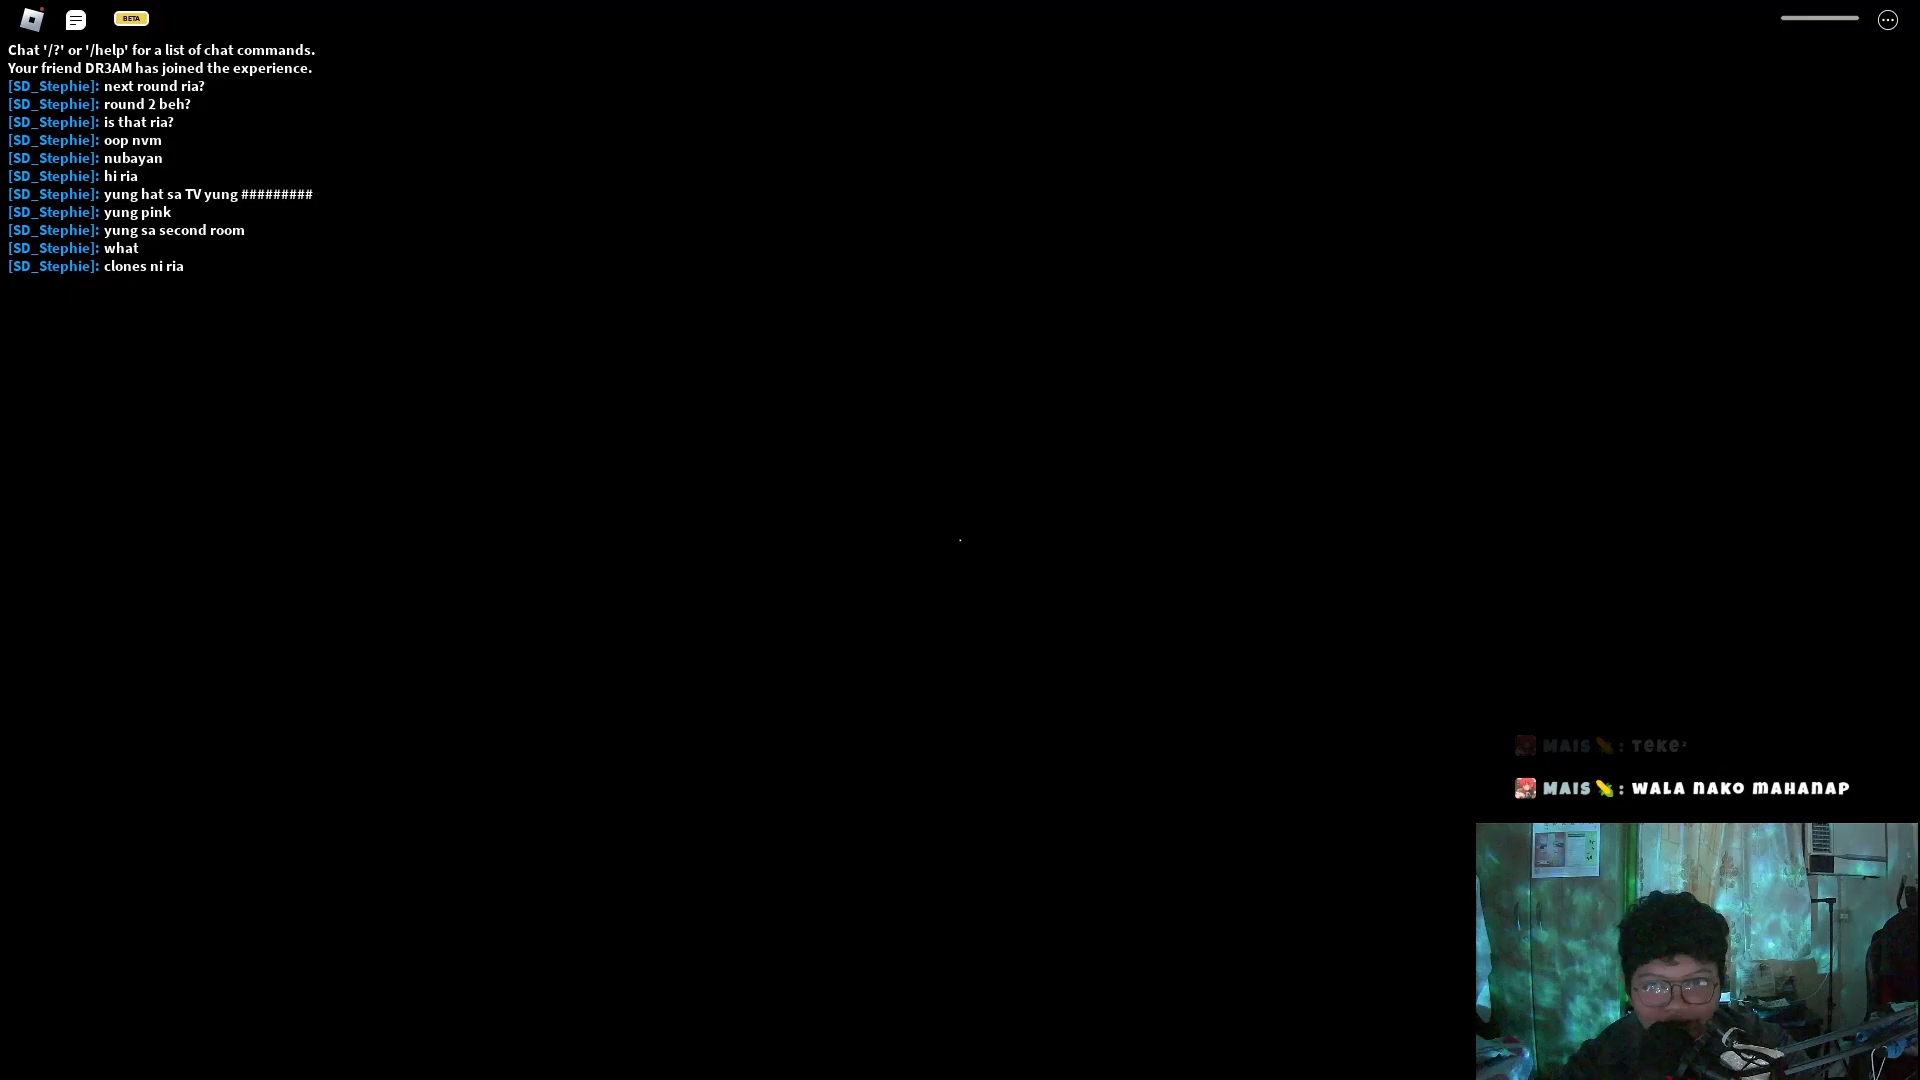 BETA
Chat '/?' or '/help' for a list of chat commands.
Your friend DR3AM has joined the experience.
[SD_Stephie]: next round ria?
[SD_Stephie]: round 2 beh?
[SD_Stephie]: is that ria?
[SD_Stephie]: oop nvm
[SD_Stephie]: nubayan
[SD_Stephie]: hi ria
[SD_Stephie]: yung hat sa TV yung #########
[SD_Stephie]: yung pink
[SD_Stephie]: yung sa second room
[SD_Stephie]: what
[SD_Stephie]: clones ni ria
MAIS 🌽 : TEKE²
MAIS 🌽 : WALA NAKO MAHANAP